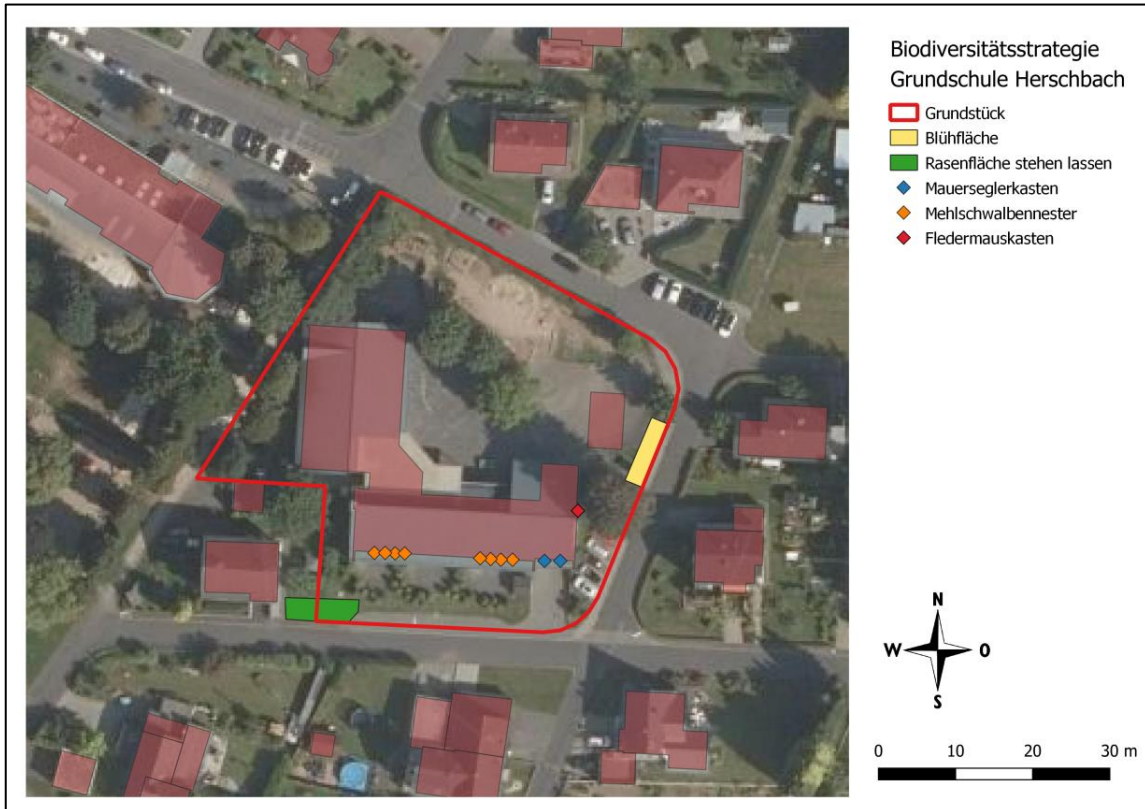 Biodiversitätsstrategie
Grundschule Herschbach
Grundstück
Blühfläche
Rasenfläche stehen lassen
Mauerseglerkasten
Mehlschwalbennester
Fledermauskasten
N
W O
S
0 10 20 30 m